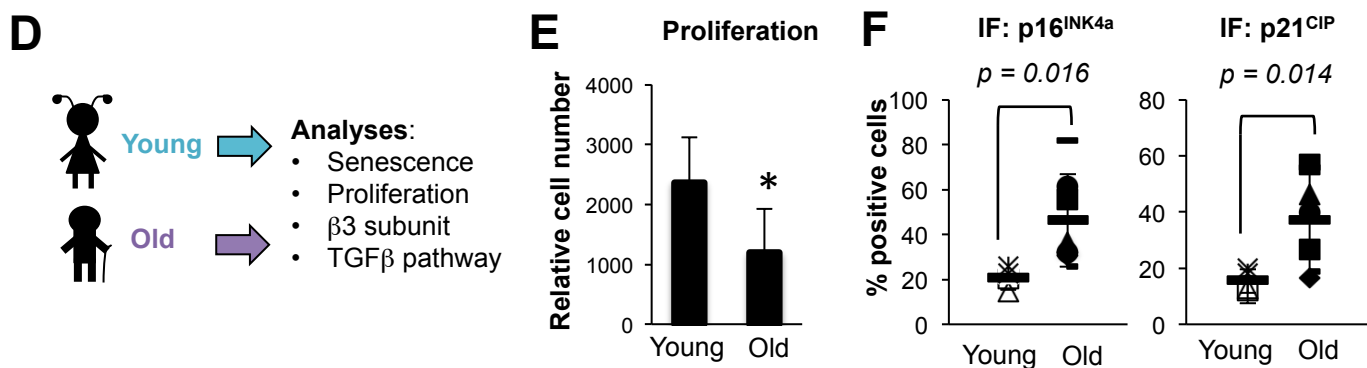 D
Young
Old
Analyses:
• Senescence
• Proliferation
• β3 subunit
• TGFβ pathway
E
Proliferation
Relative cell number
4000
3000
2000
1000
0
*
Young
Old
F
IF: p16INK4a
p = 0.016
% positive cells
100
80
60
40
20
0
Young
Old
IF: p21CIP
p = 0.014
80
60
40
20
0
Young
Old